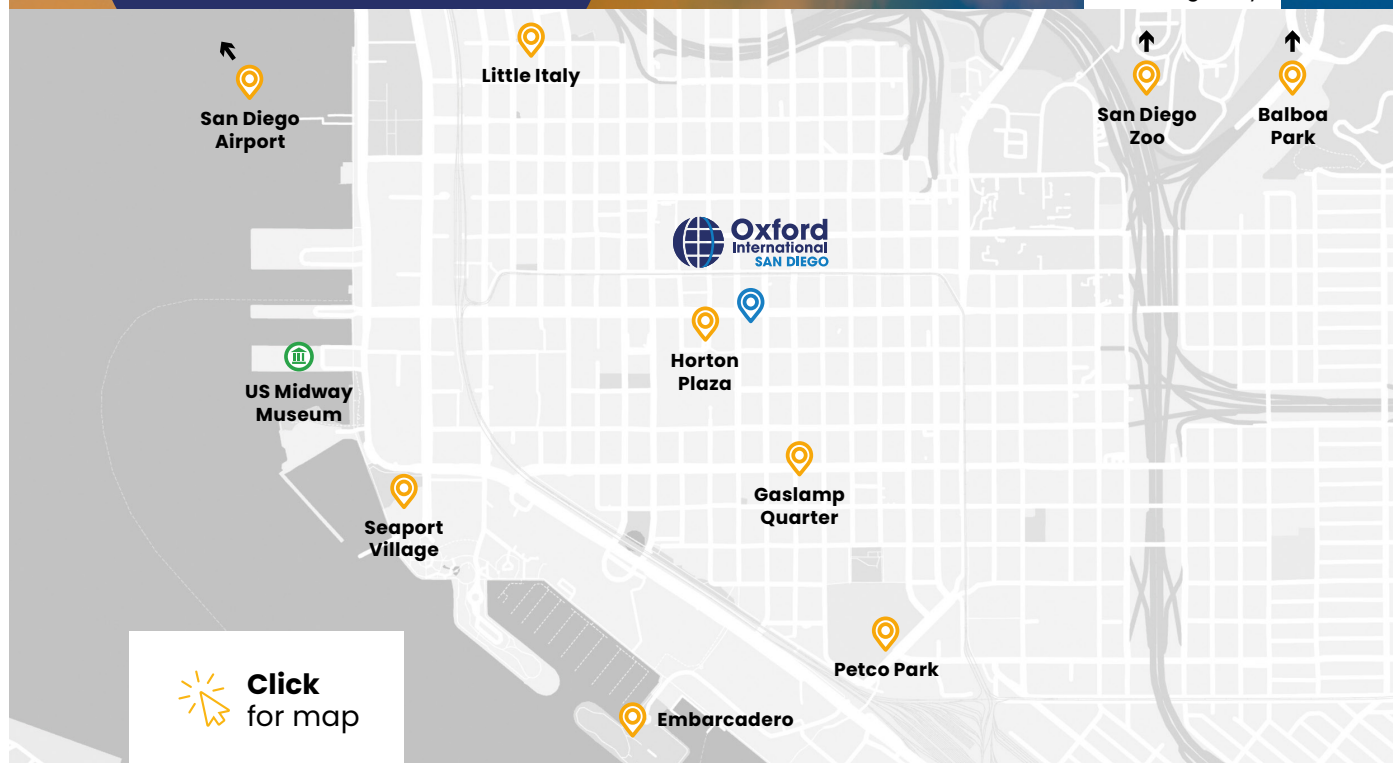 Little Italy
San Diego
Airport
San Diego
Zoo
Balboa
Park
Oxford
International
SAN DIEGO
Horton
Plaza
US Midway
Museum
Gaslamp
Quarter
Seaport
Village
Petco Park
Embarcadero
Click
for map